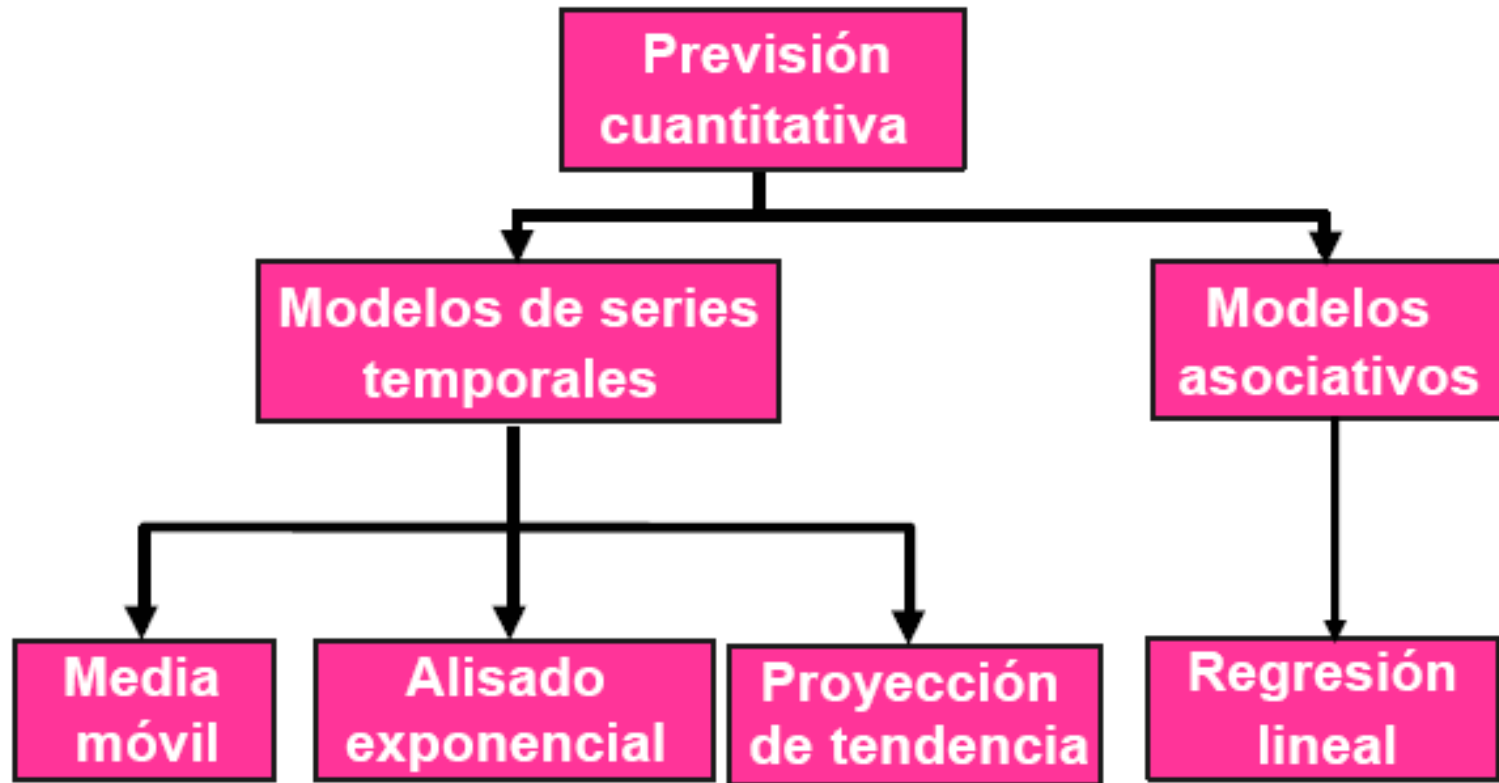 Previsión
cuantitativa
Modelos de series
temporales
Modelos
asociativos
Media
móvil
Alisado
exponencial
Proyección
de tendencia
Regresión
lineal